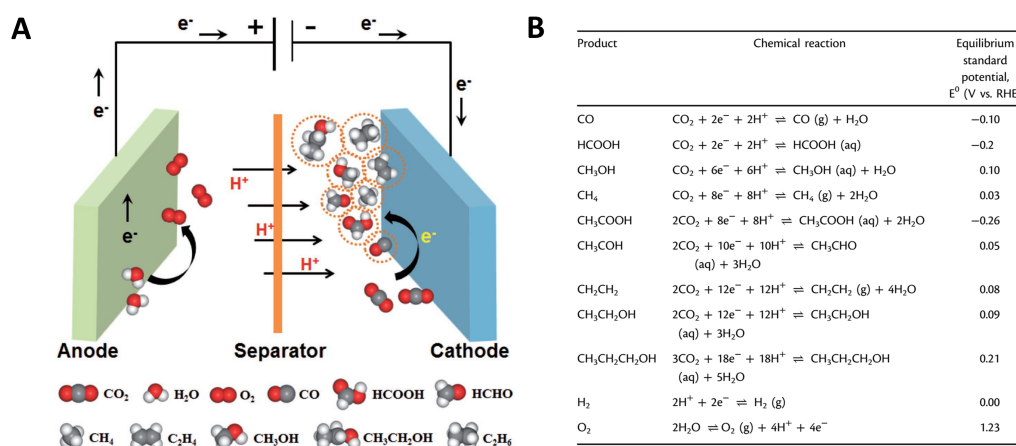 A
e⁻
+
−
e⁻
e⁻
e⁻
e⁻
H⁺
H⁺
H⁺
H⁺
e⁻
Anode
Separator
Cathode
CO₂
H₂O
O₂
CO
HCOOH
HCHO
CH₄
C₂H₄
CH₃OH
CH₃CH₂OH
C₂H₆
B
Product Chemical reaction Equilibrium
standard
potential,
E⁰ (V vs. RHE
CO CO₂ + 2e⁻ + 2H⁺ ⇌ CO (g) + H₂O −0.10
HCOOH CO₂ + 2e⁻ + 2H⁺ ⇌ HCOOH (aq) −0.2
CH₃OH CO₂ + 6e⁻ + 6H⁺ ⇌ CH₃OH (aq) + H₂O 0.10
CH₄ CO₂ + 8e⁻ + 8H⁺ ⇌ CH₄ (g) + 2H₂O 0.03
CH₃COOH 2CO₂ + 8e⁻ + 8H⁺ ⇌ CH₃COOH (aq) + 2H₂O −0.26
CH₃COH 2CO₂ + 10e⁻ + 10H⁺ ⇌ CH₃CHO 0.05
(aq) + 3H₂O
CH₂CH₂ 2CO₂ + 12e⁻ + 12H⁺ ⇌ CH₂CH₂ (g) + 4H₂O 0.08
CH₃CH₂OH 2CO₂ + 12e⁻ + 12H⁺ ⇌ CH₃CH₂OH 0.09
(aq) + 3H₂O
CH₃CH₂CH₂OH 3CO₂ + 18e⁻ + 18H⁺ ⇌ CH₃CH₂CH₂OH 0.21
(aq) + 5H₂O
H₂ 2H⁺ + 2e⁻ ⇌ H₂ (g) 0.00
O₂ 2H₂O ⇌ O₂ (g) + 4H⁺ + 4e⁻ 1.23